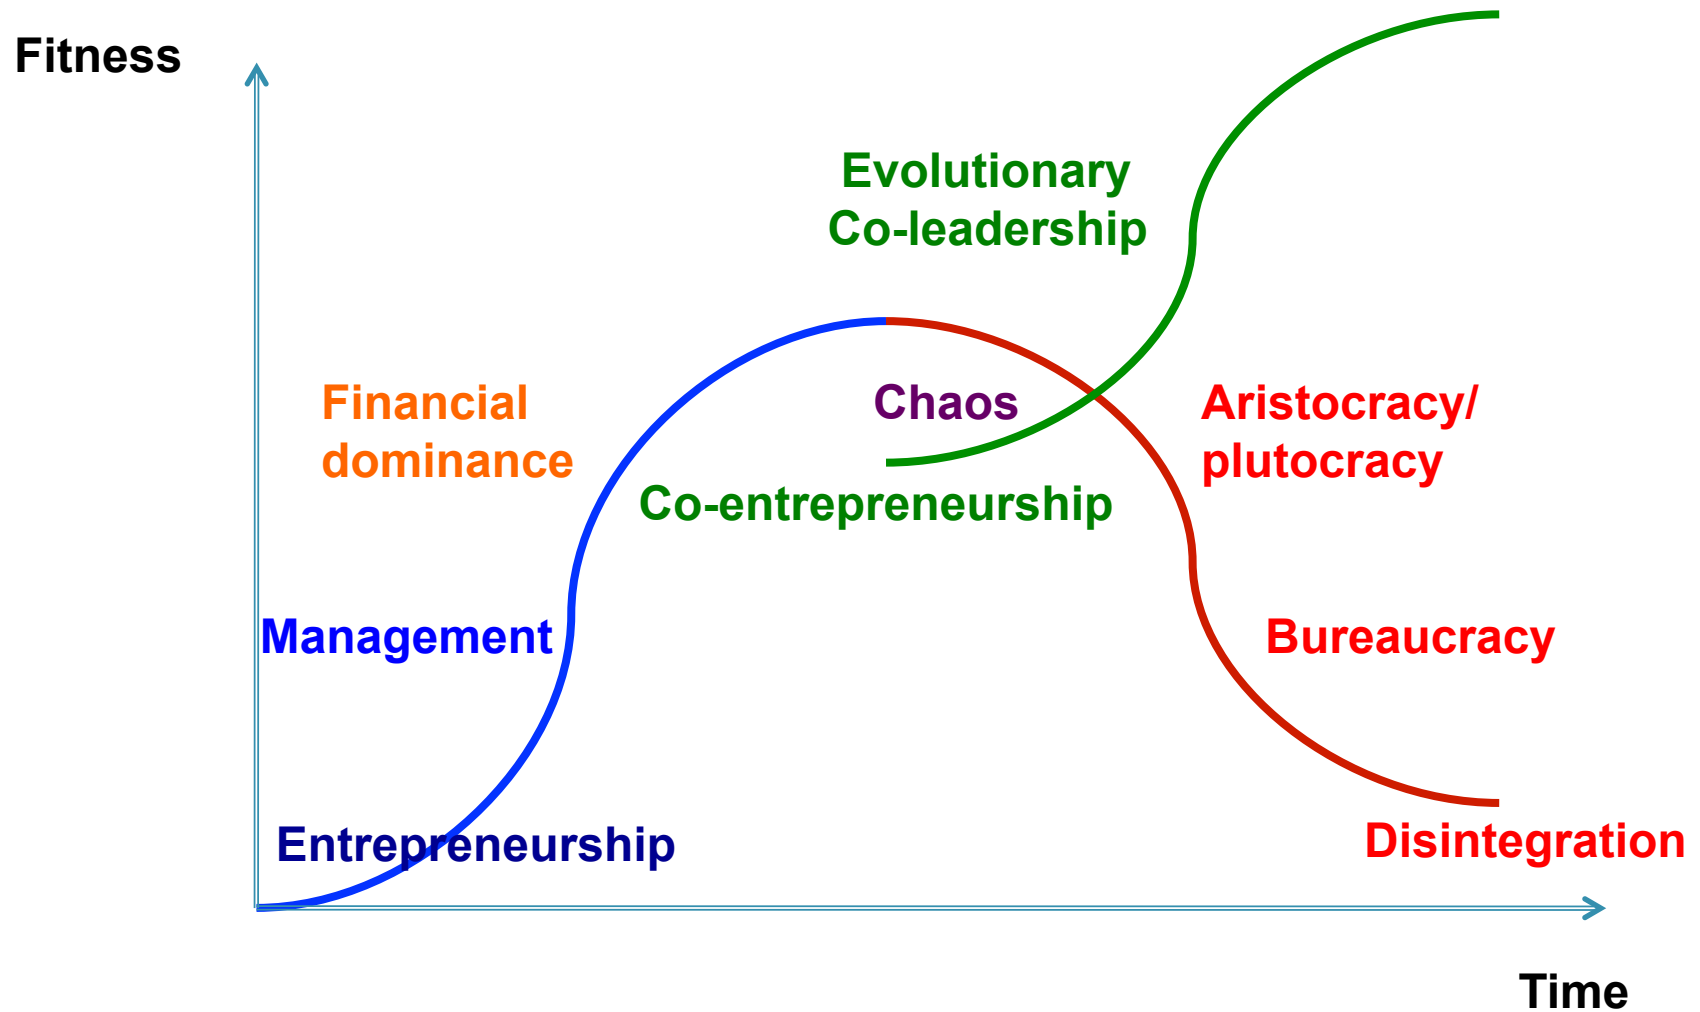 Fitness
Evolutionary
Co-leadership
Financial
dominance
Chaos
Aristocracy/
plutocracy
Co-entrepreneurship
Management
Bureaucracy
Entrepreneurship
Disintegration
Time